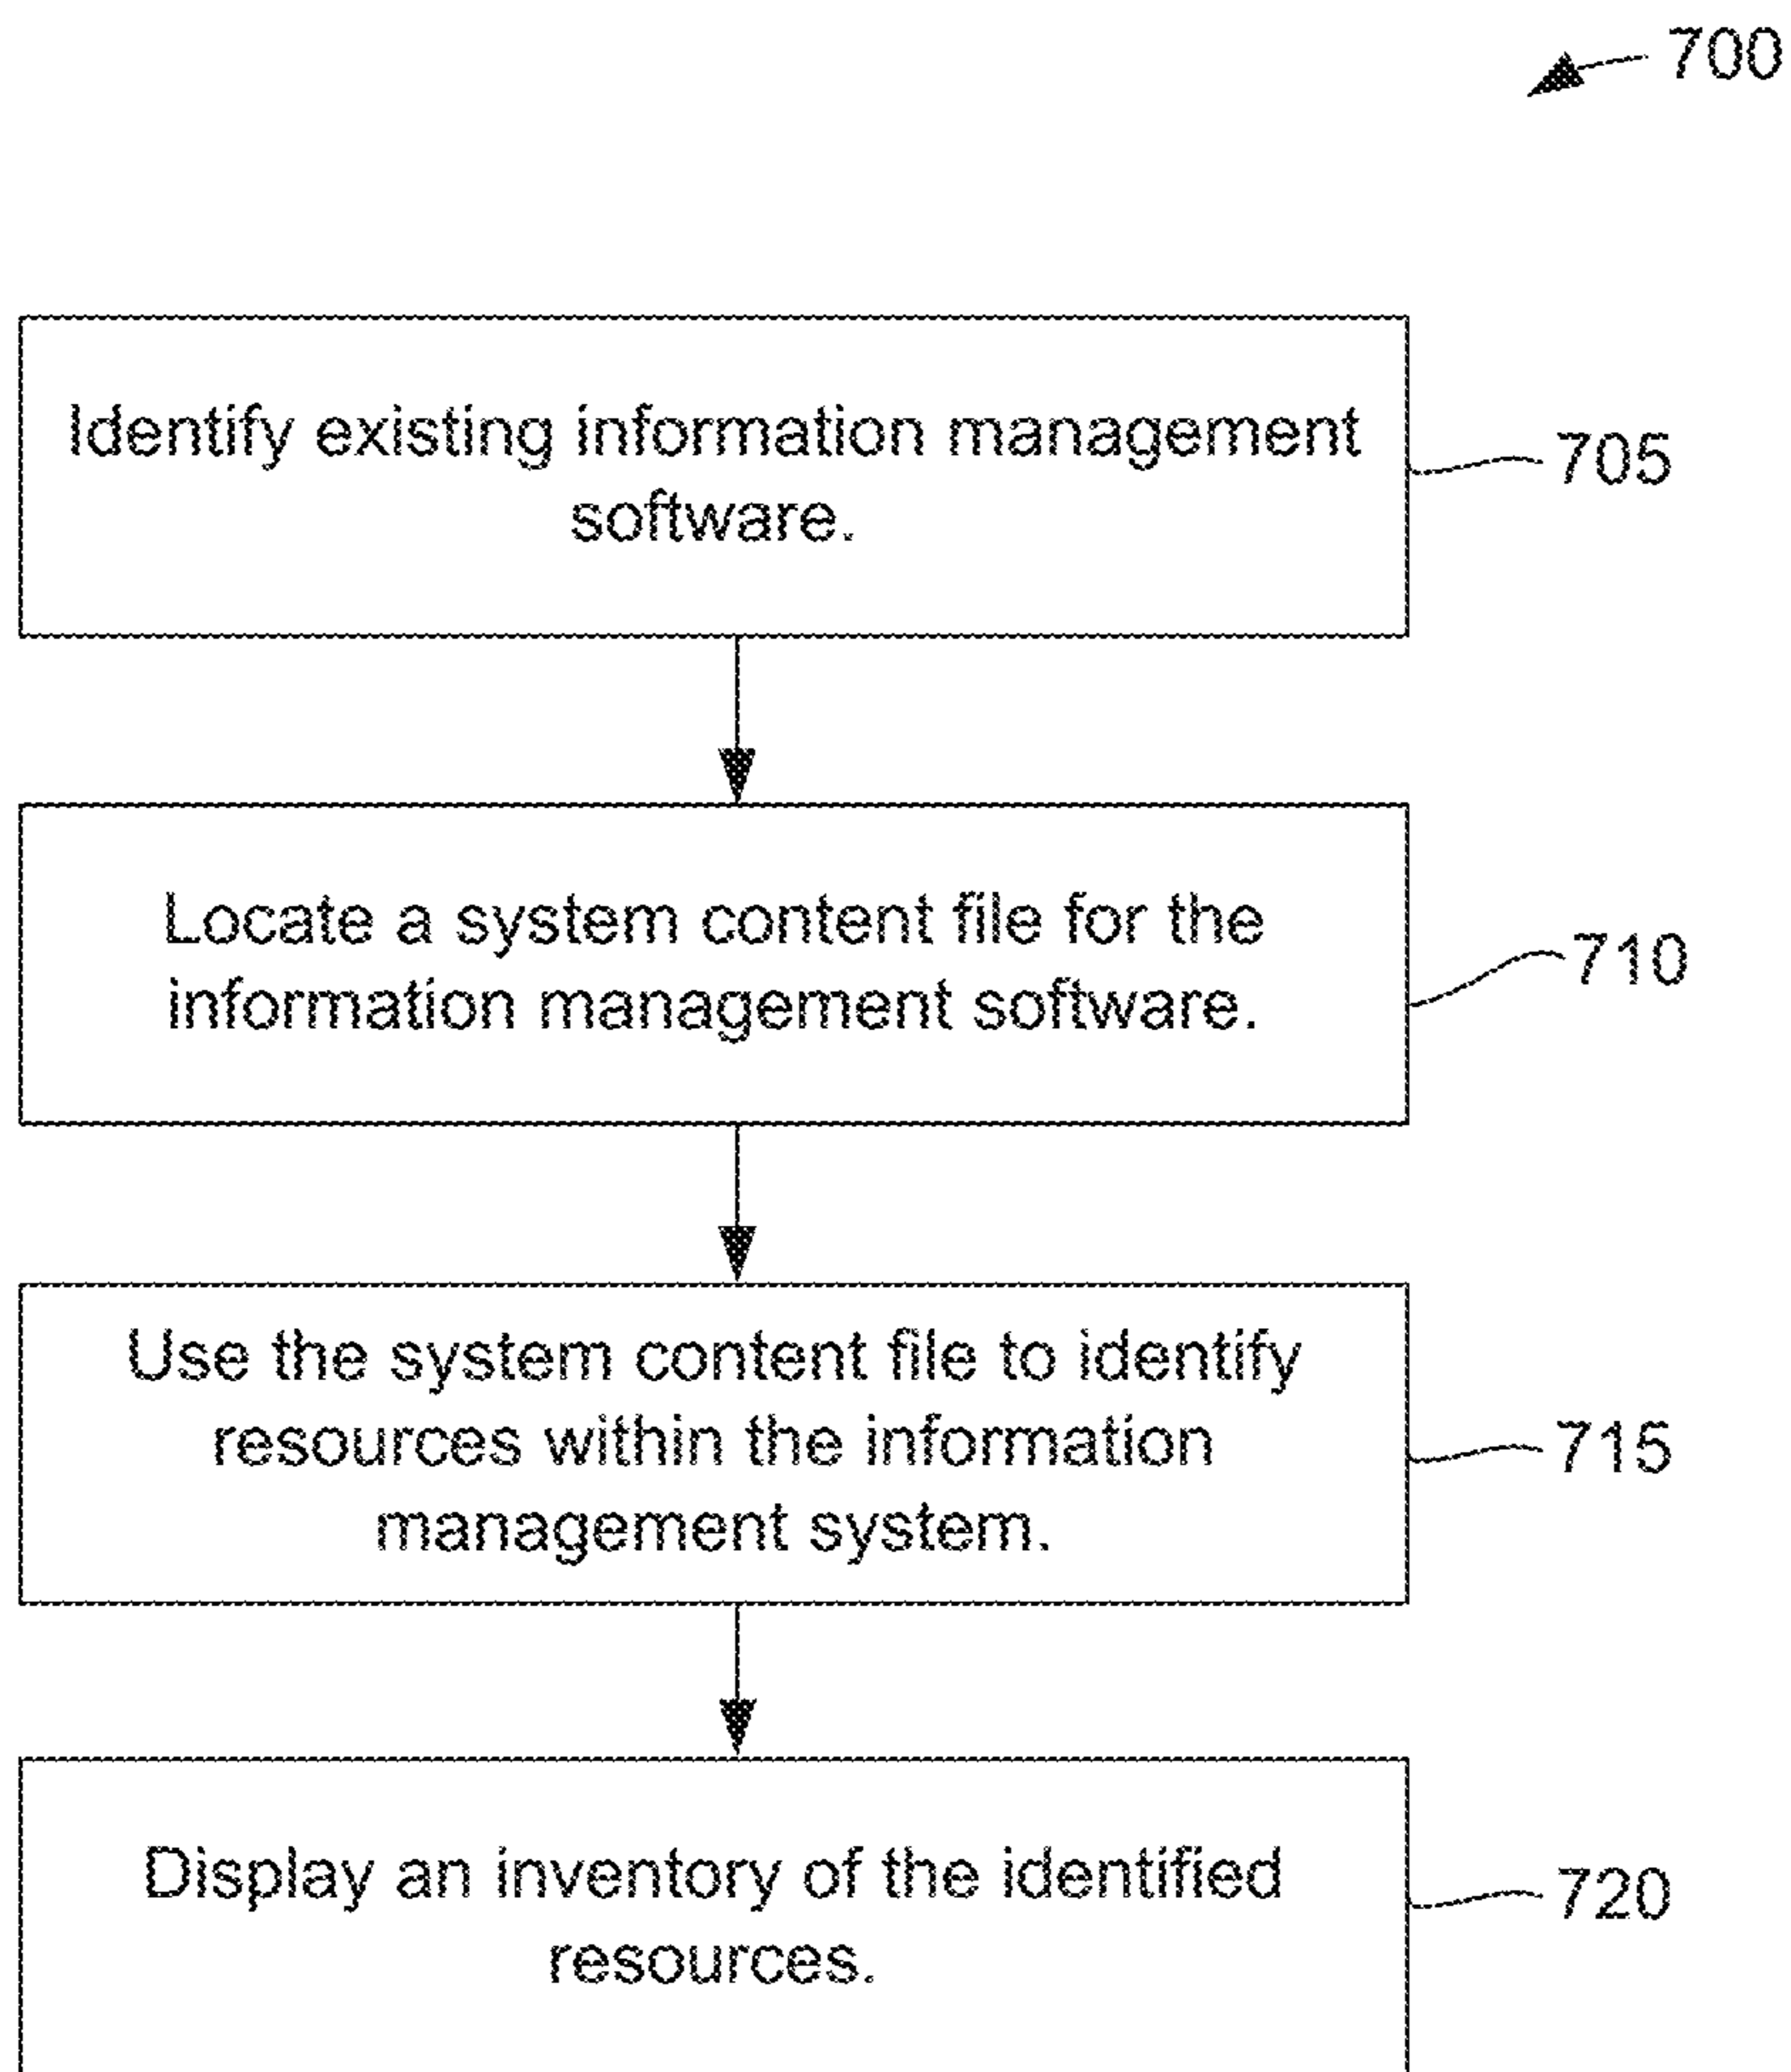 700
Identify existing information management
software.
705
Locate a system content file for the
information management software.
710
Use the system content file to identify
resources within the information
management system.
715
Display an inventory of the identified
resources.
720